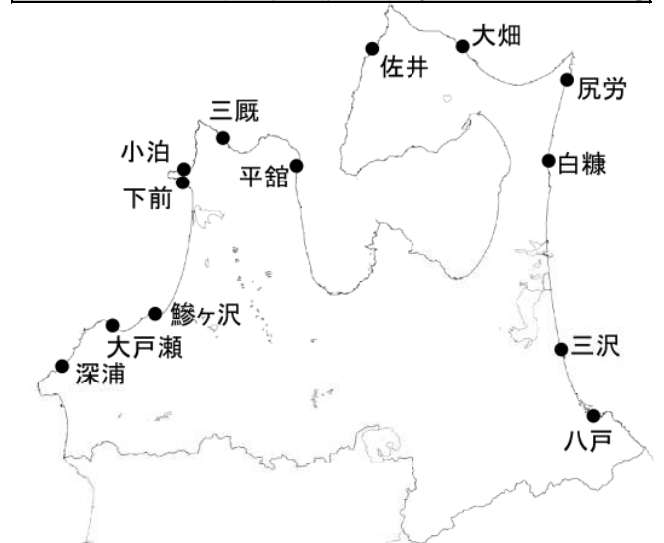 大畑
佐井
尻労
三厩
小泊
平舘
白糠
下前
鰺ヶ沢
大戸瀬
三沢
深浦
八戸